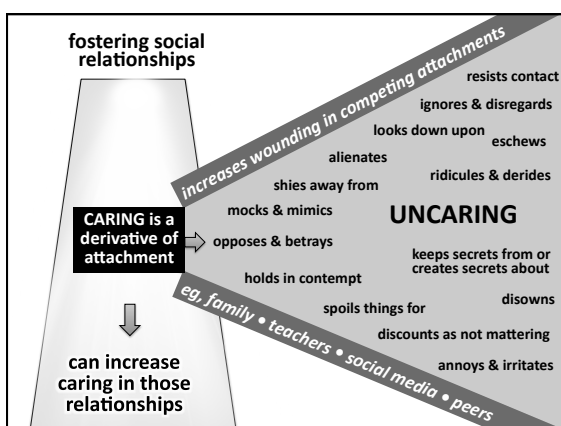 fostering social
relationships
increases wounding in competing attachments
resists contact
ignores & disregards
looks down upon
eschews
alienates
ridicules & derides
shies away from
mocks & mimics
UNCARING
CARING is a
derivative of
attachment
opposes & betrays
keeps secrets from or
creates secrets about
holds in contempt
disowns
spoils things for
discounts as not mattering
annoys & irritates
eg, family • teachers • social media • peers
can increase
caring in those
relationships